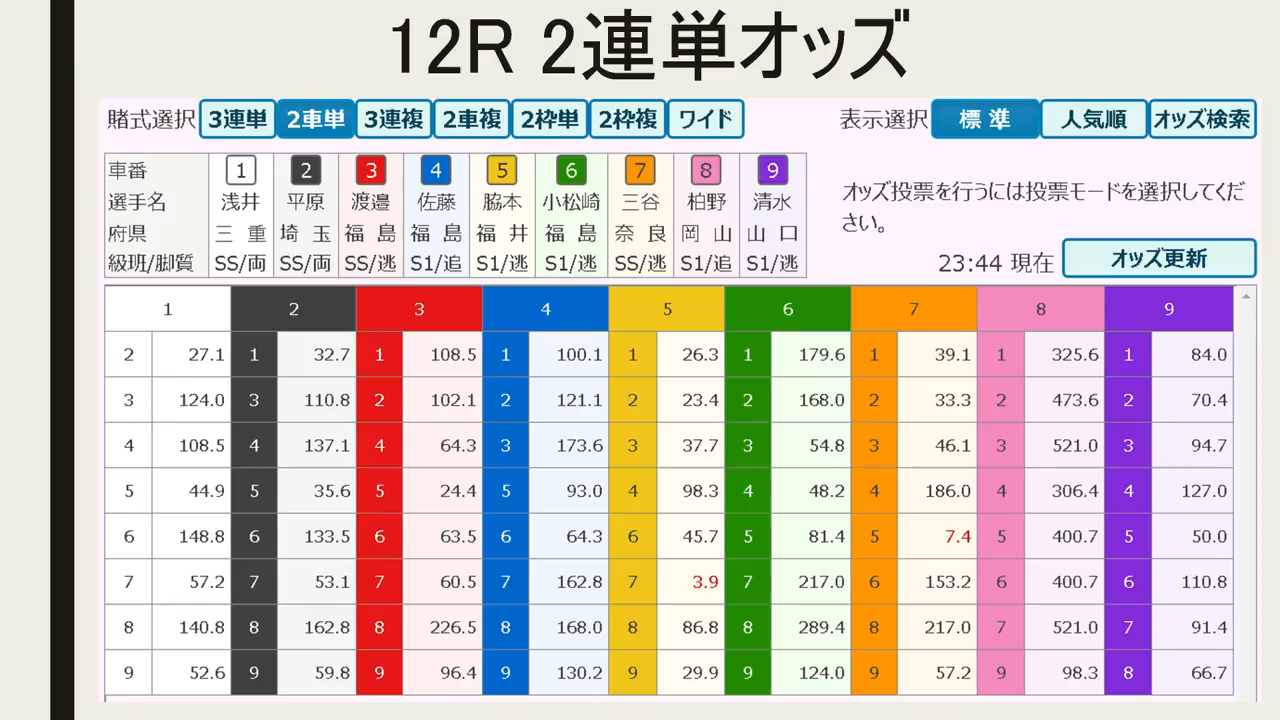 12R 2連単オッズ
賭式選択 3連単 2車単 3連複 2車複 2枠単 2枠複 ワイド 表示選択 標準 人気順 オッズ検索
車番 1 2 3 4 5 6 7 8 9
選手名 浅井 平原 渡邉 佐藤 脇本 小松崎 三谷 柏野 清水
府県 三重 埼玉 福島 福島 福井 福島 奈良 岡山 山口
級班/脚質 SS/両 SS/両 SS/逃 S1/追 S1/逃 S1/逃 SS/逃 S1/追 S1/逃
オッズ投票を行うには投票モードを選択してくだ
さい。
23:44 現在 オッズ更新
1 2 3 4 5 6 7 8 9
2 27.1 1 32.7 1 108.5 1 100.1 1 26.3 1 179.6 1 39.1 1 325.6 1 84.0
3 124.0 3 110.8 2 102.1 2 121.1 2 23.4 2 168.0 2 33.3 2 473.6 2 70.4
4 108.5 4 137.1 4 64.3 3 173.6 3 37.7 3 54.8 3 46.1 3 521.0 3 94.7
5 44.9 5 35.6 5 24.4 5 93.0 4 98.3 4 48.2 4 186.0 4 306.4 4 127.0
6 148.8 6 133.5 6 63.5 6 64.3 6 45.7 5 81.4 5 7.4 5 400.7 5 50.0
7 57.2 7 53.1 7 60.5 7 162.8 7 3.9 7 217.0 6 153.2 6 400.7 6 110.8
8 140.8 8 162.8 8 226.5 8 168.0 8 86.8 8 289.4 8 217.0 7 521.0 7 91.4
9 52.6 9 59.8 9 96.4 9 130.2 9 29.9 9 124.0 9 57.2 9 98.3 8 66.7